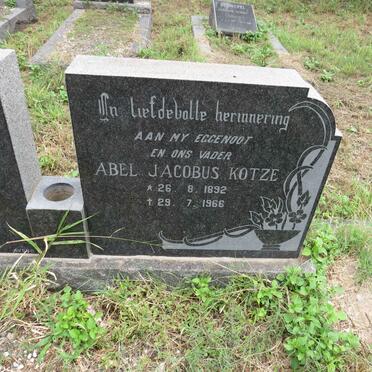 In liefdevolle herinnering
AAN MY EGGENOOT
EN ONS VADER
ABEL JACOBUS KOTZE
* 26. 8. 1892
† 29. 7. 1966